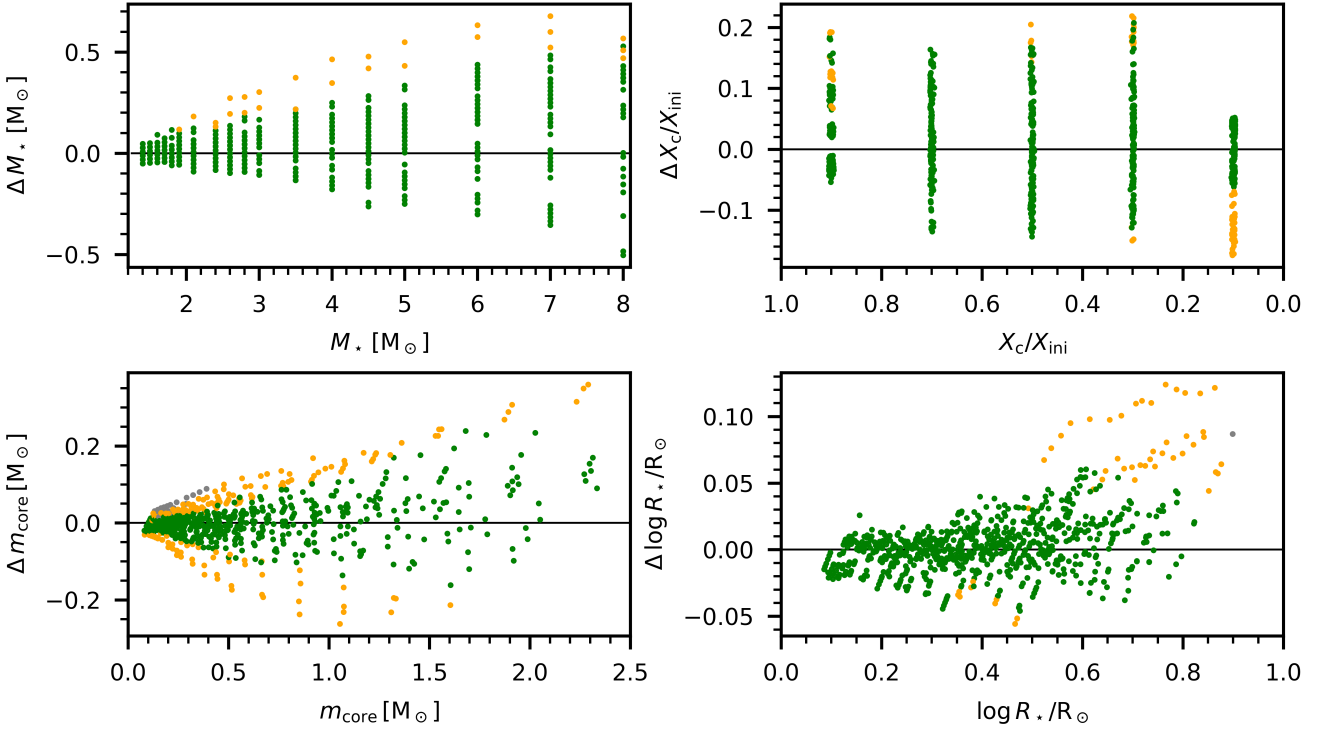 0.5
0.0
−0.5
Δ M⋆ [M⊙]
2 3 4 5 6 7 8
M⋆ [M⊙]
0.2
0.1
0.0
−0.1
ΔXc/Xini
1.0 0.8 0.6 0.4 0.2 0.0
Xc/Xini
0.2
0.0
−0.2
Δ mcore [M⊙]
0.0 0.5 1.0 1.5 2.0 2.5
mcore [M⊙]
0.10
0.05
0.00
−0.05
Δ log R⋆/R⊙
0.0 0.2 0.4 0.6 0.8 1.0
log R⋆/R⊙